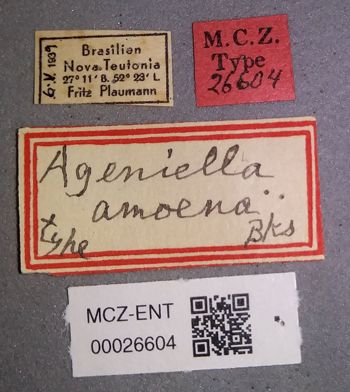 6.V.1939
Brasilien
Nova Teutonia
27°11' B. 52° 23' L
Fritz Plaumann
M.C.Z.
Type
26604
Ageniella
amoena
type
Bks
MCZ-ENT
00026604